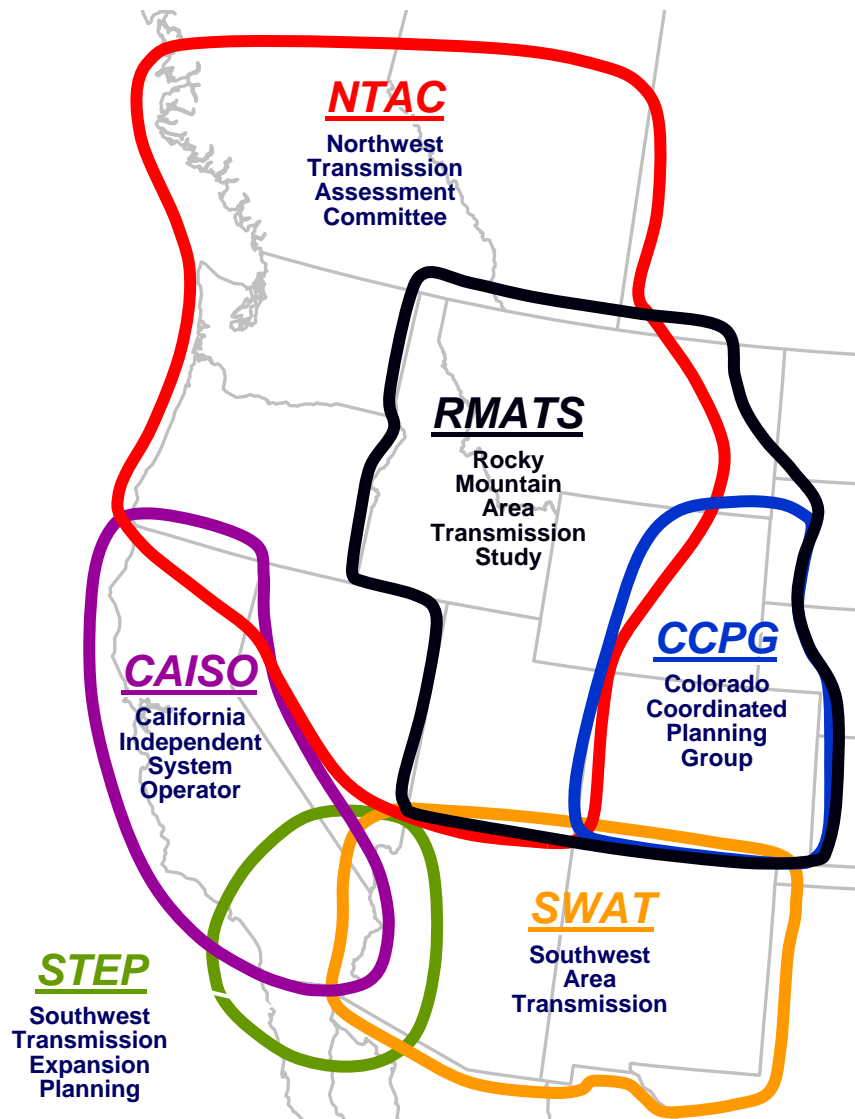 NTAC
Northwest
Transmission
Assessment
Committee
RMATS
Rocky
Mountain
Area
Transmission
Study
CCPG
Colorado
Coordinated
Planning
Group
CAISO
California
Independent
System
Operator
SWAT
Southwest
Area
Transmission
STEP
Southwest
Transmission
Expansion
Planning